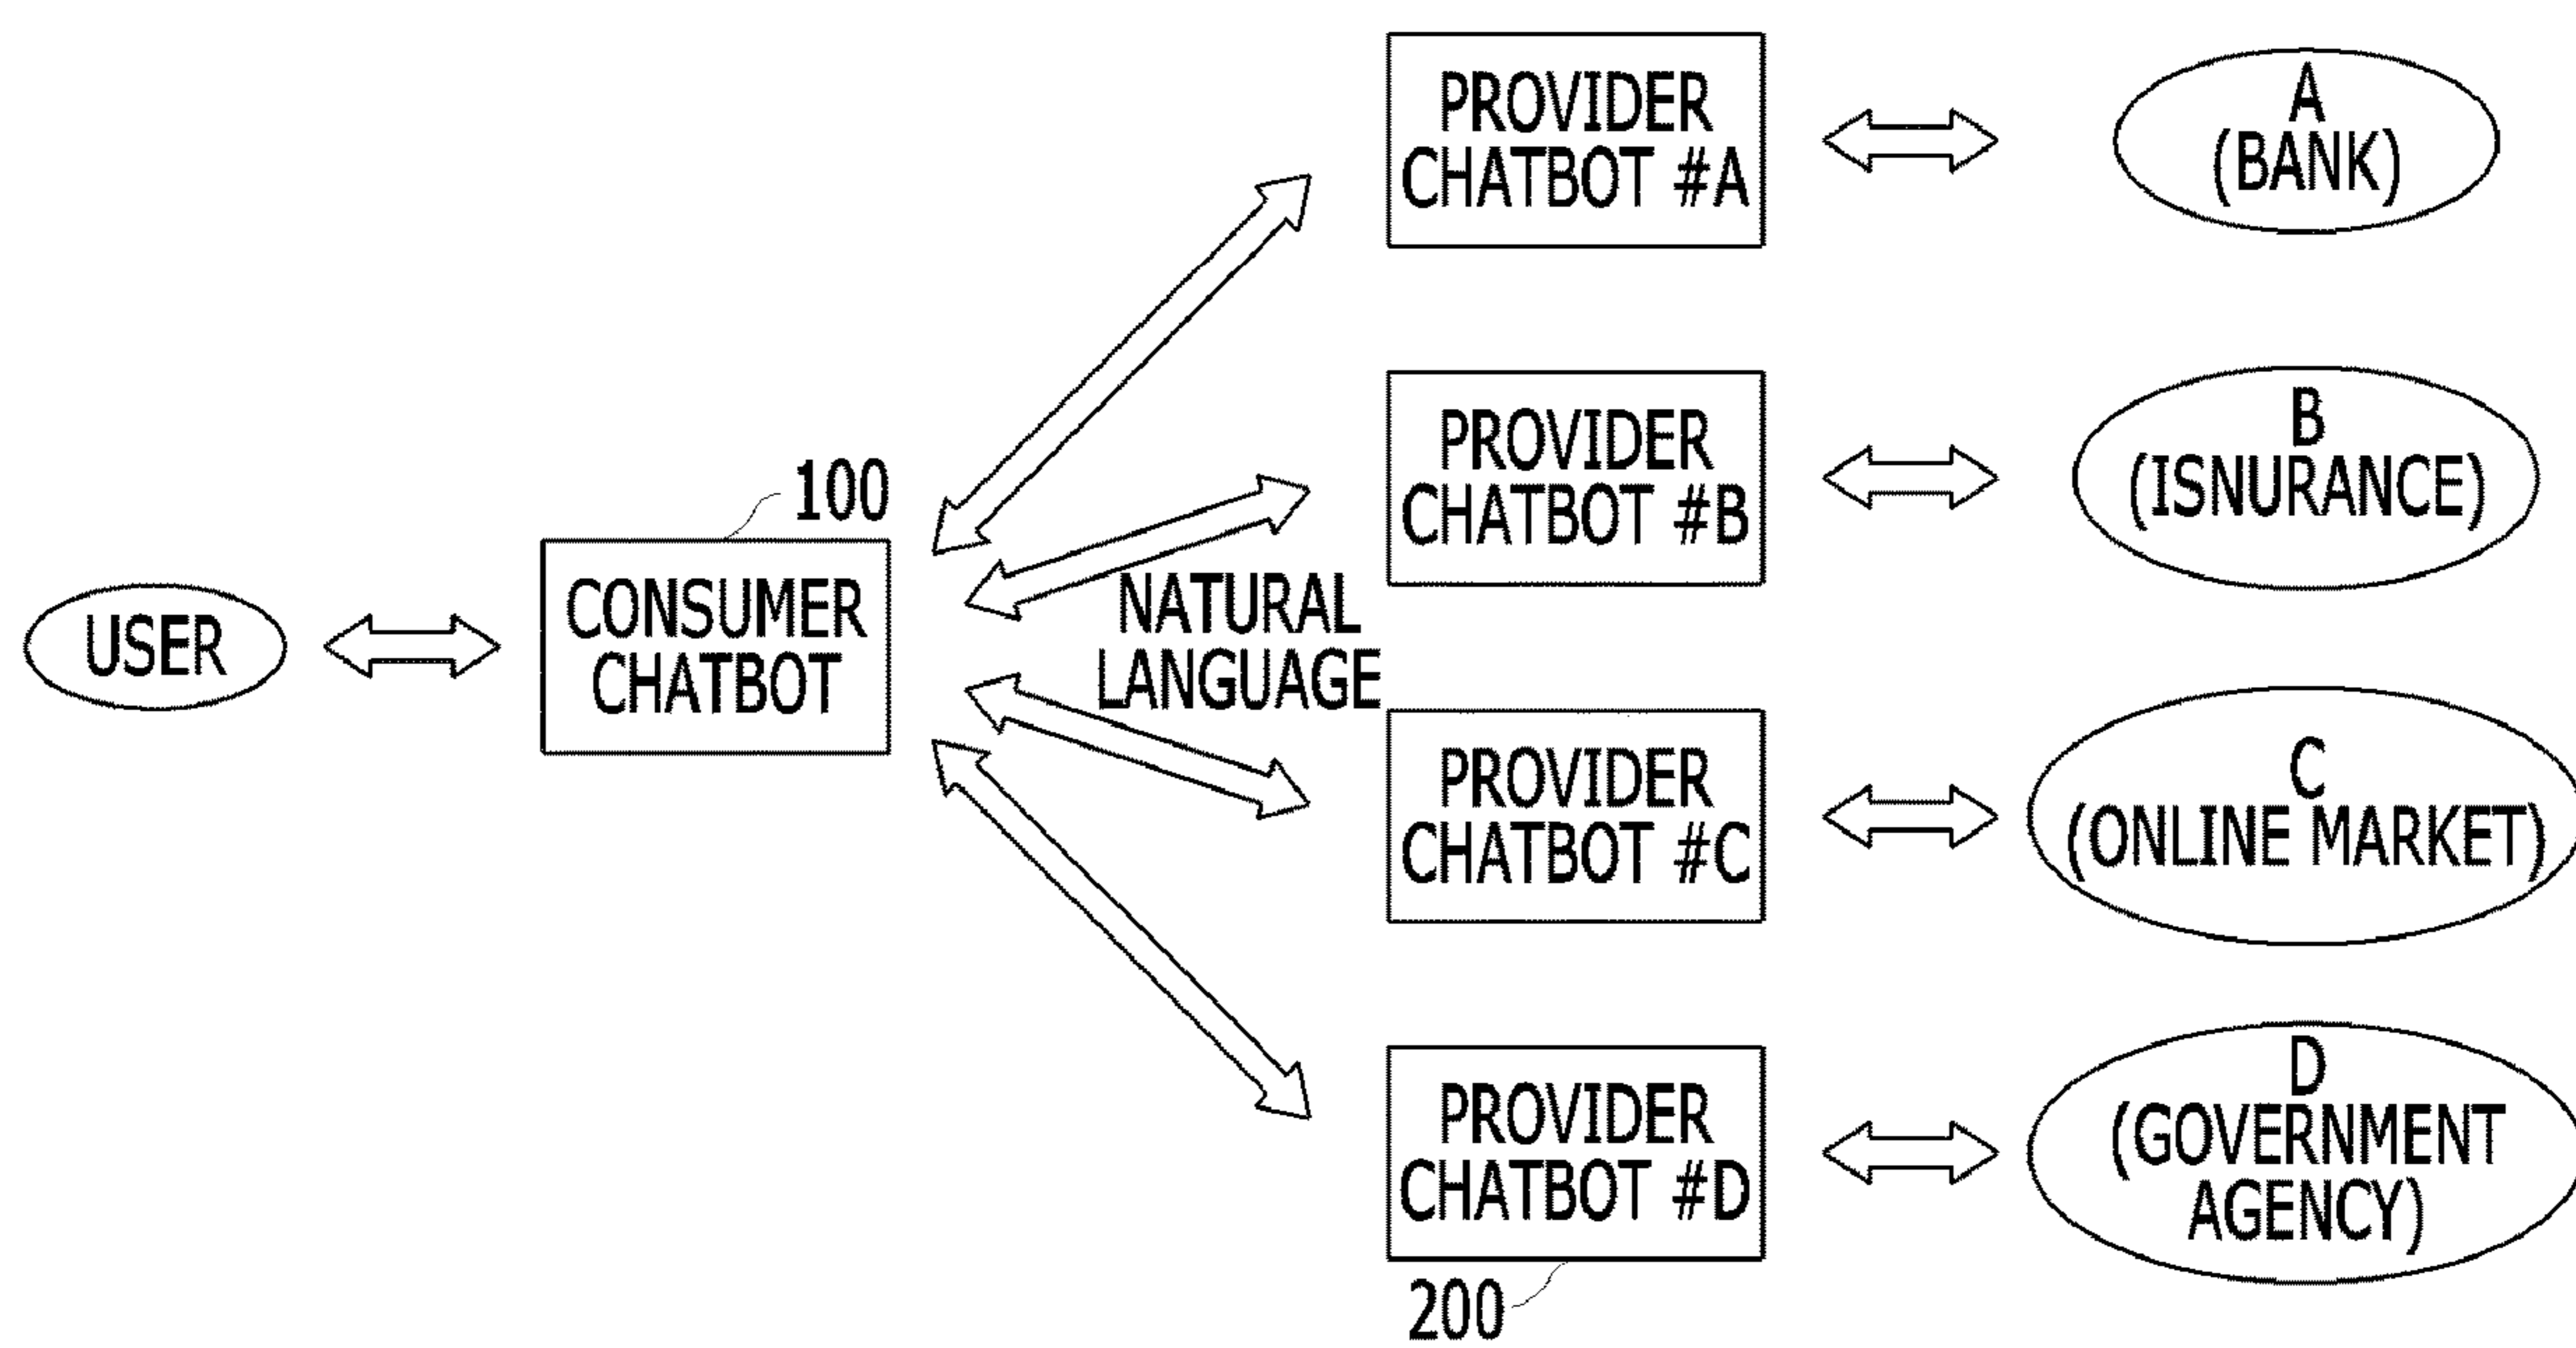 PROVIDER
CHATBOT #A
A
(BANK)
PROVIDER
CHATBOT #B
B
(ISNURANCE)
100
USER
CONSUMER
CHATBOT
NATURAL
LANGUAGE
PROVIDER
CHATBOT #C
C
(ONLINE MARKET)
PROVIDER
CHATBOT #D
D
(GOVERNMENT
AGENCY)
200